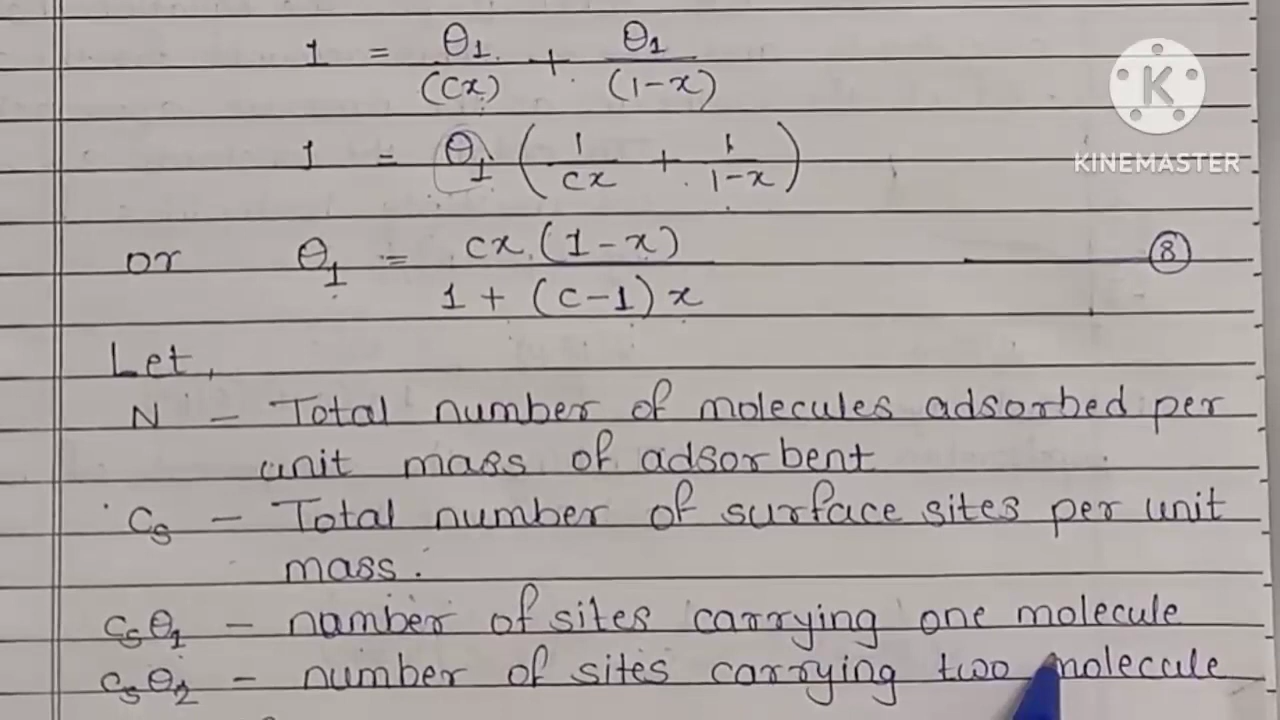 1 = θ₁/(Cx) + θ₁/(1-x)
K
KINEMASTER
1 = θ₁ (1/Cx + 1/1-x)
or θ₁ = Cx.(1-x)/1+(C-1)x ⑧
Let,
N - Total number of molecules adsorbed per
unit mass of adsorbent
Cs - Total number of surface sites per unit
mass.
Csθ₁ - number of sites carrying one molecule
Csθ₂ - number of sites carrying two molecule